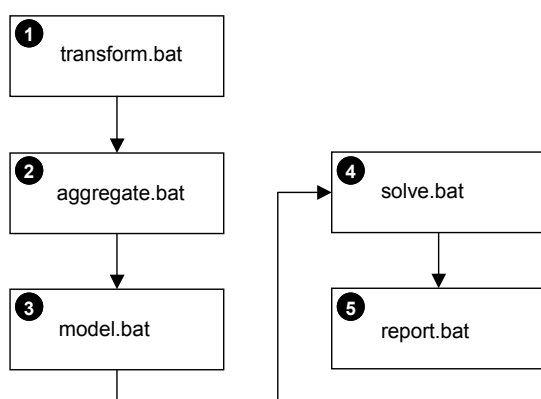 1
transform.bat
2
aggregate.bat
3
model.bat
4
solve.bat
5
report.bat